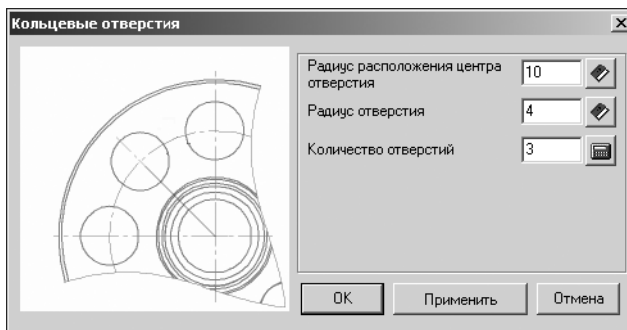 Кольцевые отверстия
Радиус расположения центра
отверстия
10
Радиус отверстия
4
Количество отверстий
3
OK
Применить
Отмена